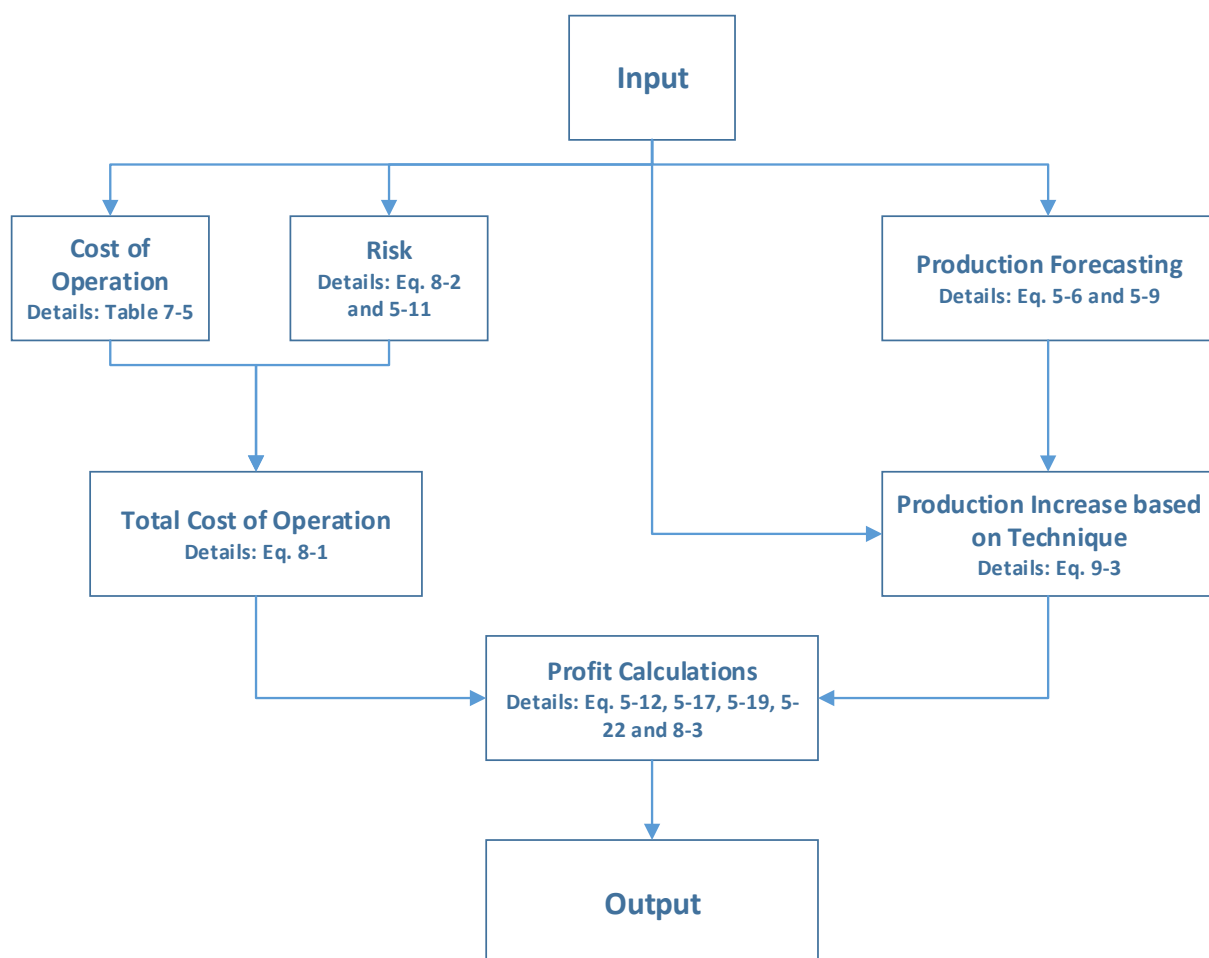 Input
Cost of
Operation
Details: Table 7-5
Risk
Details: Eq. 8-2
and 5-11
Production Forecasting
Details: Eq. 5-6 and 5-9
Total Cost of Operation
Details: Eq. 8-1
Production Increase based
on Technique
Details: Eq. 9-3
Profit Calculations
Details: Eq. 5-12, 5-17, 5-19, 5-
22 and 8-3
Output